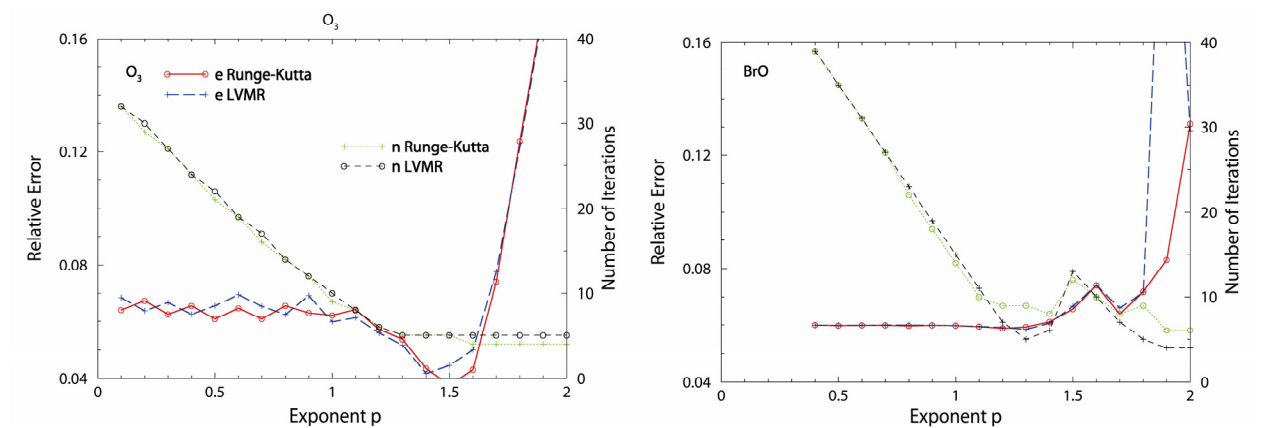 O₃
0.16
0.12
0.08
0.04
Relative Error
0
0.5
1
1.5
2
Exponent p
40
30
20
10
0
Number of Iterations
O₃
e Runge-Kutta
e LVMR
n Runge-Kutta
n LVMR
0.16
0.12
0.08
0.04
Relative Error
0
0.5
1
1.5
2
Exponent p
40
30
20
10
0
Number of Iterations
BrO